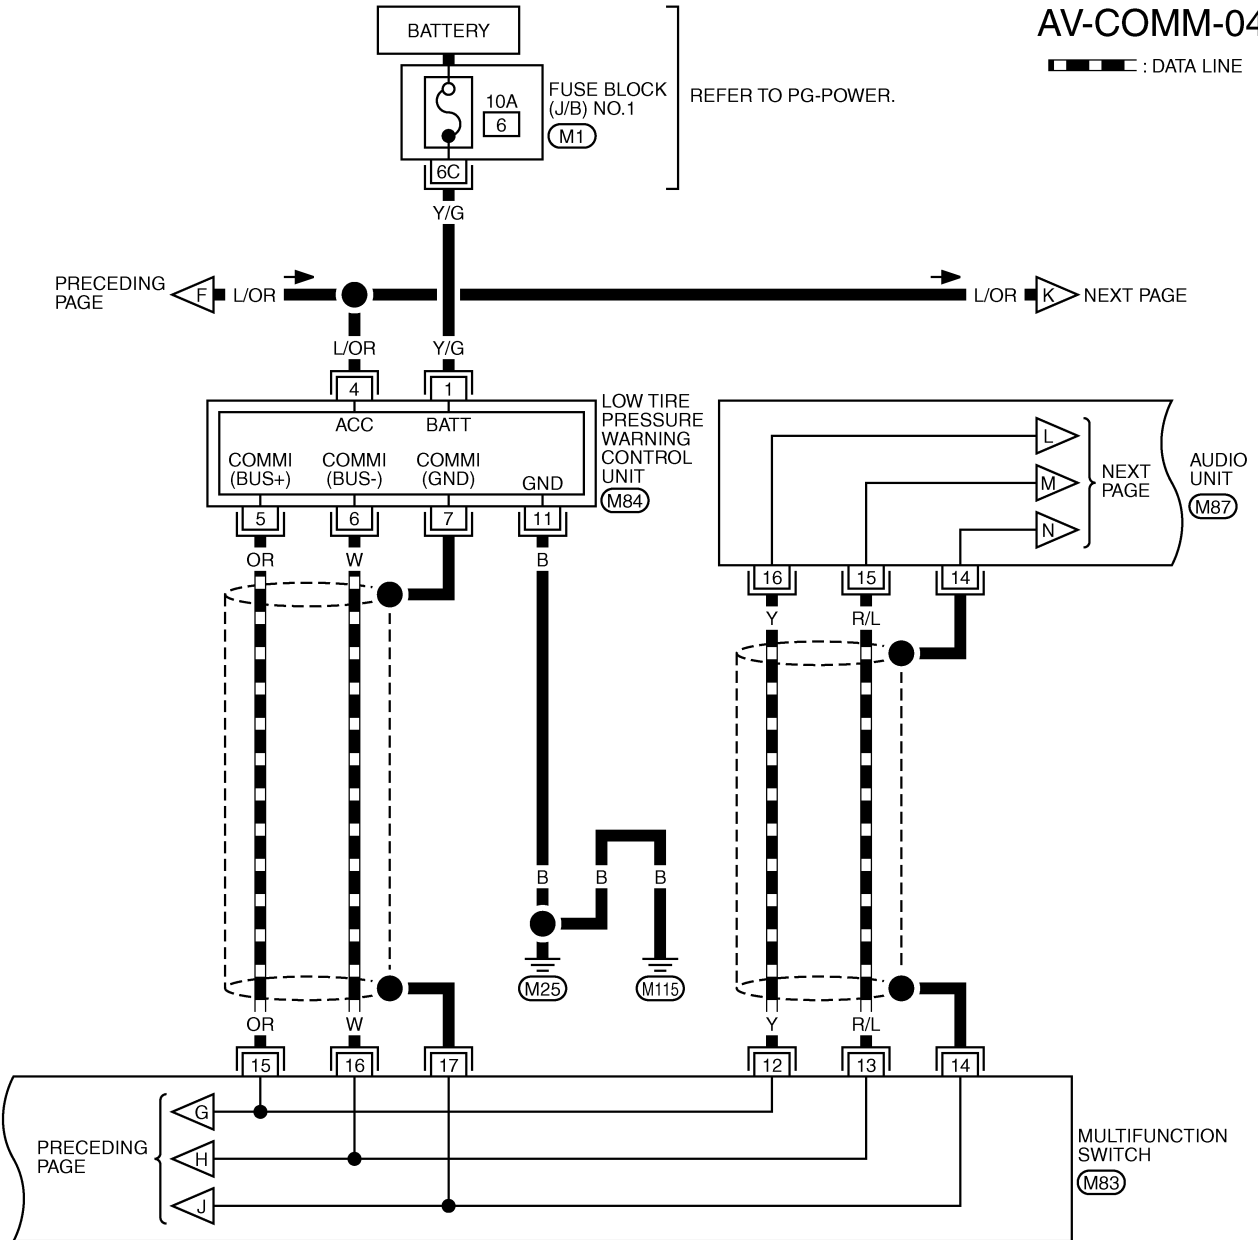 AV-COMM-04
: DATA LINE
BATTERY
10A
6
FUSE BLOCK
(J/B) NO.1
M1
REFER TO PG-POWER.
6C
Y/G
PRECEDING
PAGE
F
L/OR
L/OR
K
NEXT PAGE
L/OR
Y/G
4
1
ACC
BATT
COMMI
(BUS+)
COMMI
(BUS-)
COMMI
(GND)
GND
LOW TIRE
PRESSURE
WARNING
CONTROL
UNIT
M84
5
6
7
11
OR
W
B
L
M
N
NEXT
PAGE
AUDIO
UNIT
M87
16
15
14
Y
R/L
B
B
B
M25
M115
OR
W
Y
R/L
15
16
17
12
13
14
PRECEDING
PAGE
G
H
J
MULTIFUNCTION
SWITCH
M83